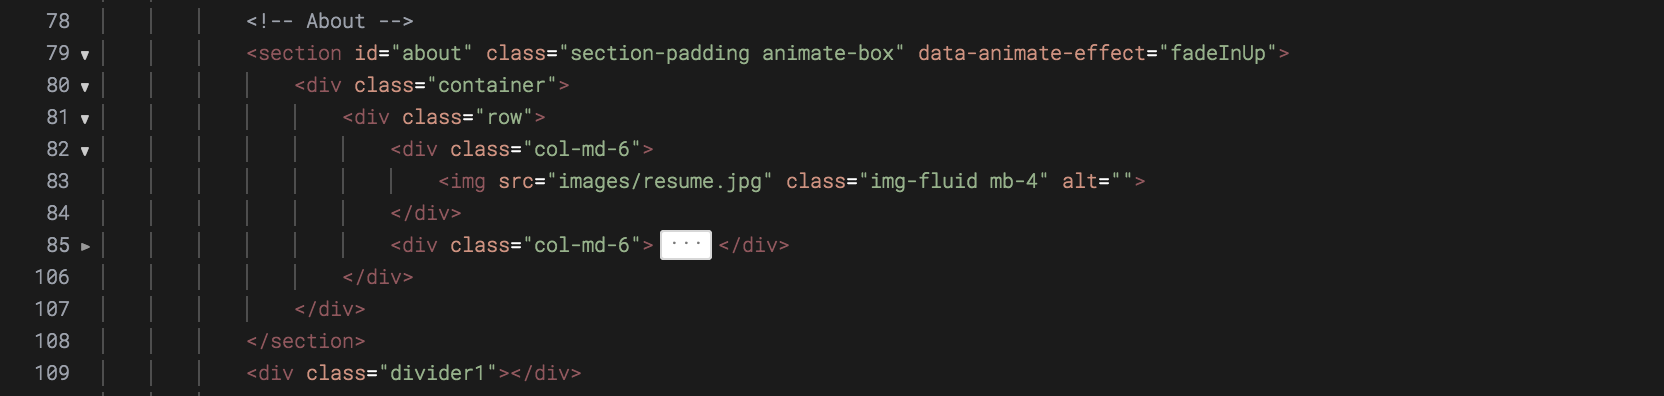 78 <!-- About -->
79 ▼ <section id="about" class="section-padding animate-box" data-animate-effect="fadeInUp">
80 ▼ <div class="container">
81 ▼ <div class="row">
82 ▼ <div class="col-md-6">
83 <img src="images/resume.jpg" class="img-fluid mb-4" alt="">
84 </div>
85 ▶ <div class="col-md-6"> ... </div>
106 </div>
107 </div>
108 </section>
109 <div class="divider1"></div>